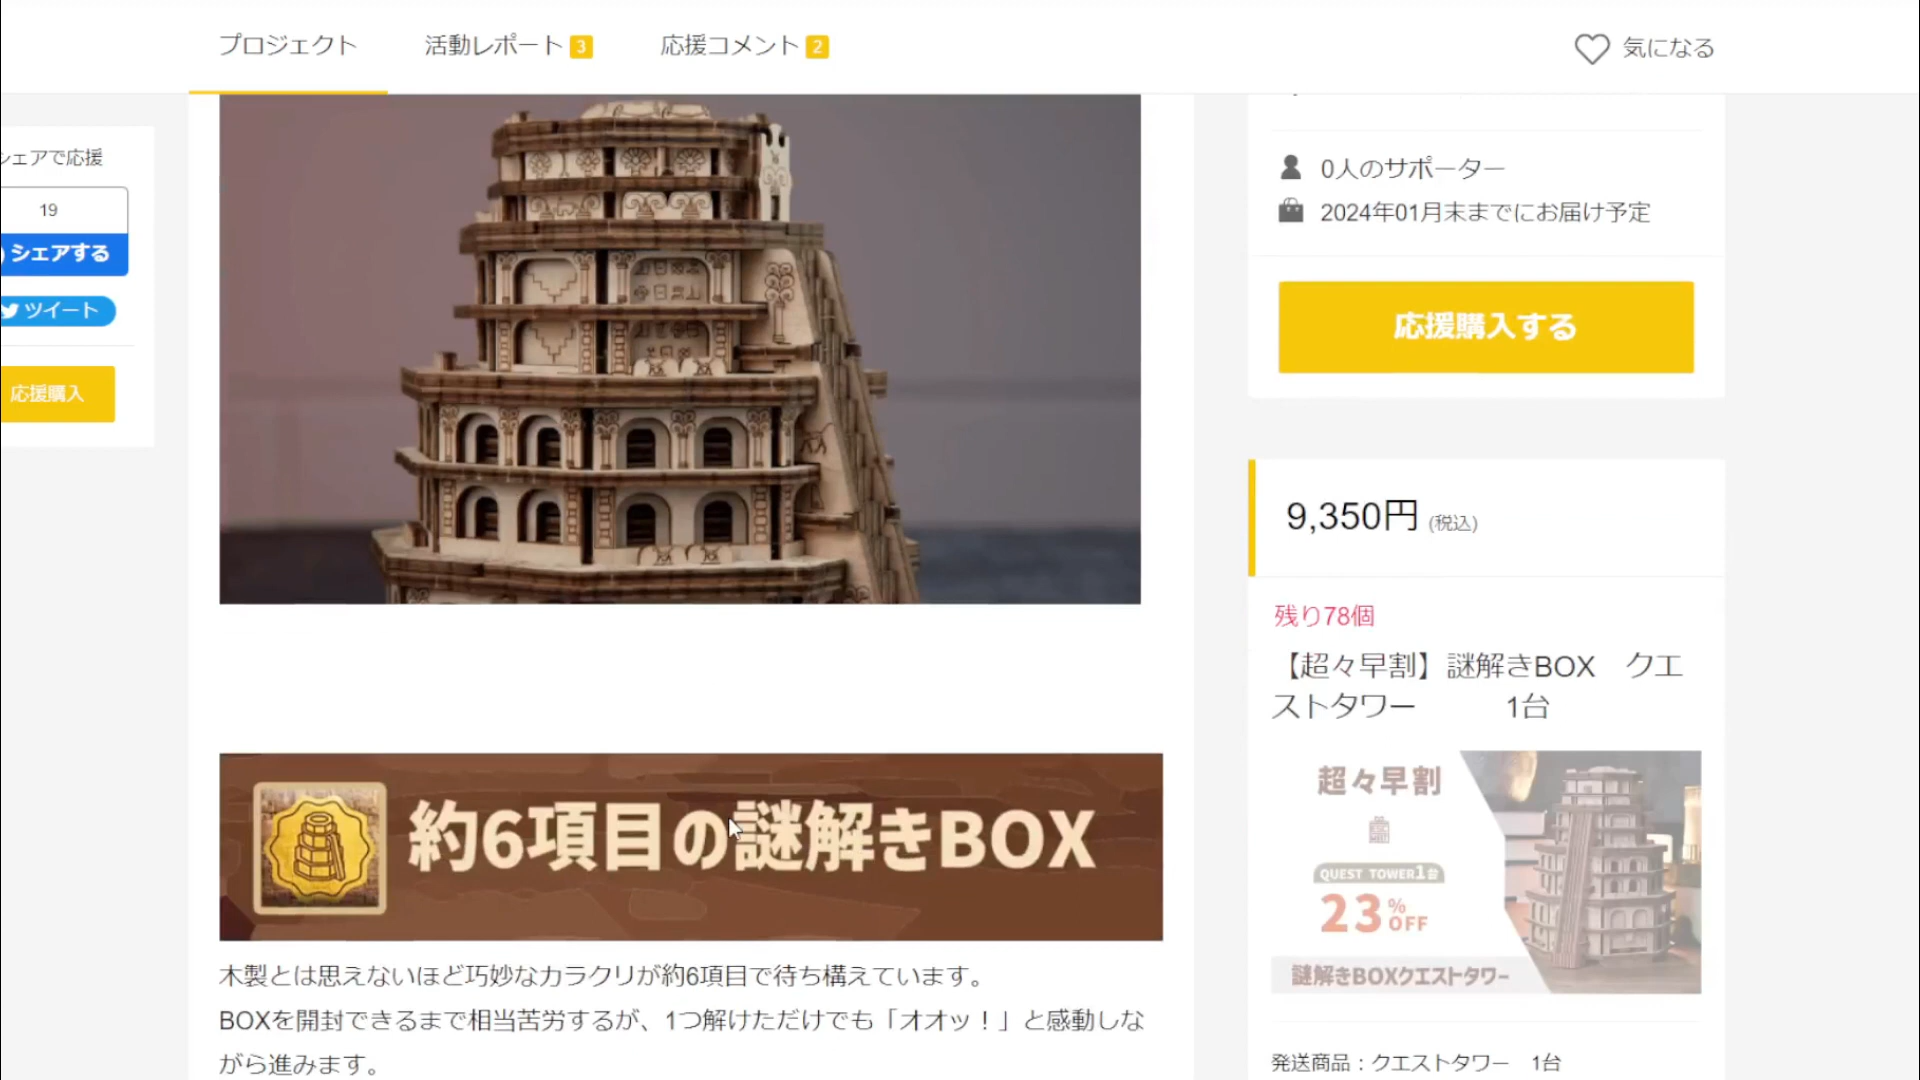 プロジェクト
活動レポート 3
応援コメント 2
気になる
シェアで応援
19
シェアする
ツイート
応援購入
0人のサポーター
2024年01月末までにお届け予定
応援購入する
9,350円 (税込)
残り78個
【超々早割】謎解きBOX　クエ
ストタワー　　　1台
超々早割
QUEST TOWER1台
23%OFF
謎解きBOXクエストタワー
発送商品：クエストタワー　1台
約6項目の謎解きBOX
木製とは思えないほど巧妙なカラクリが約6項目で待ち構えています。
BOXを開封できるまで相当苦労するが、1つ解けただけでも「オオッ！」と感動しな
がら進みます。